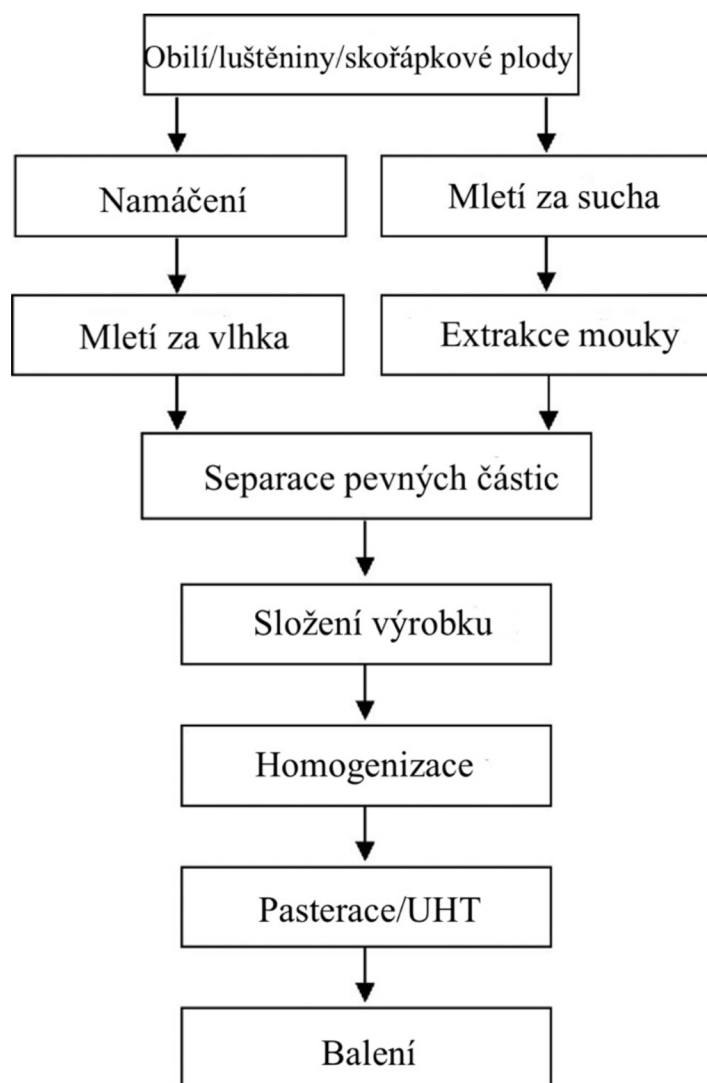 Obilí/luštěniny/skořápkové plody
Namáčení
Mletí za sucha
Mletí za vlhka
Extrakce mouky
Separace pevných částic
Složení výrobku
Homogenizace
Pasterace/UHT
Balení